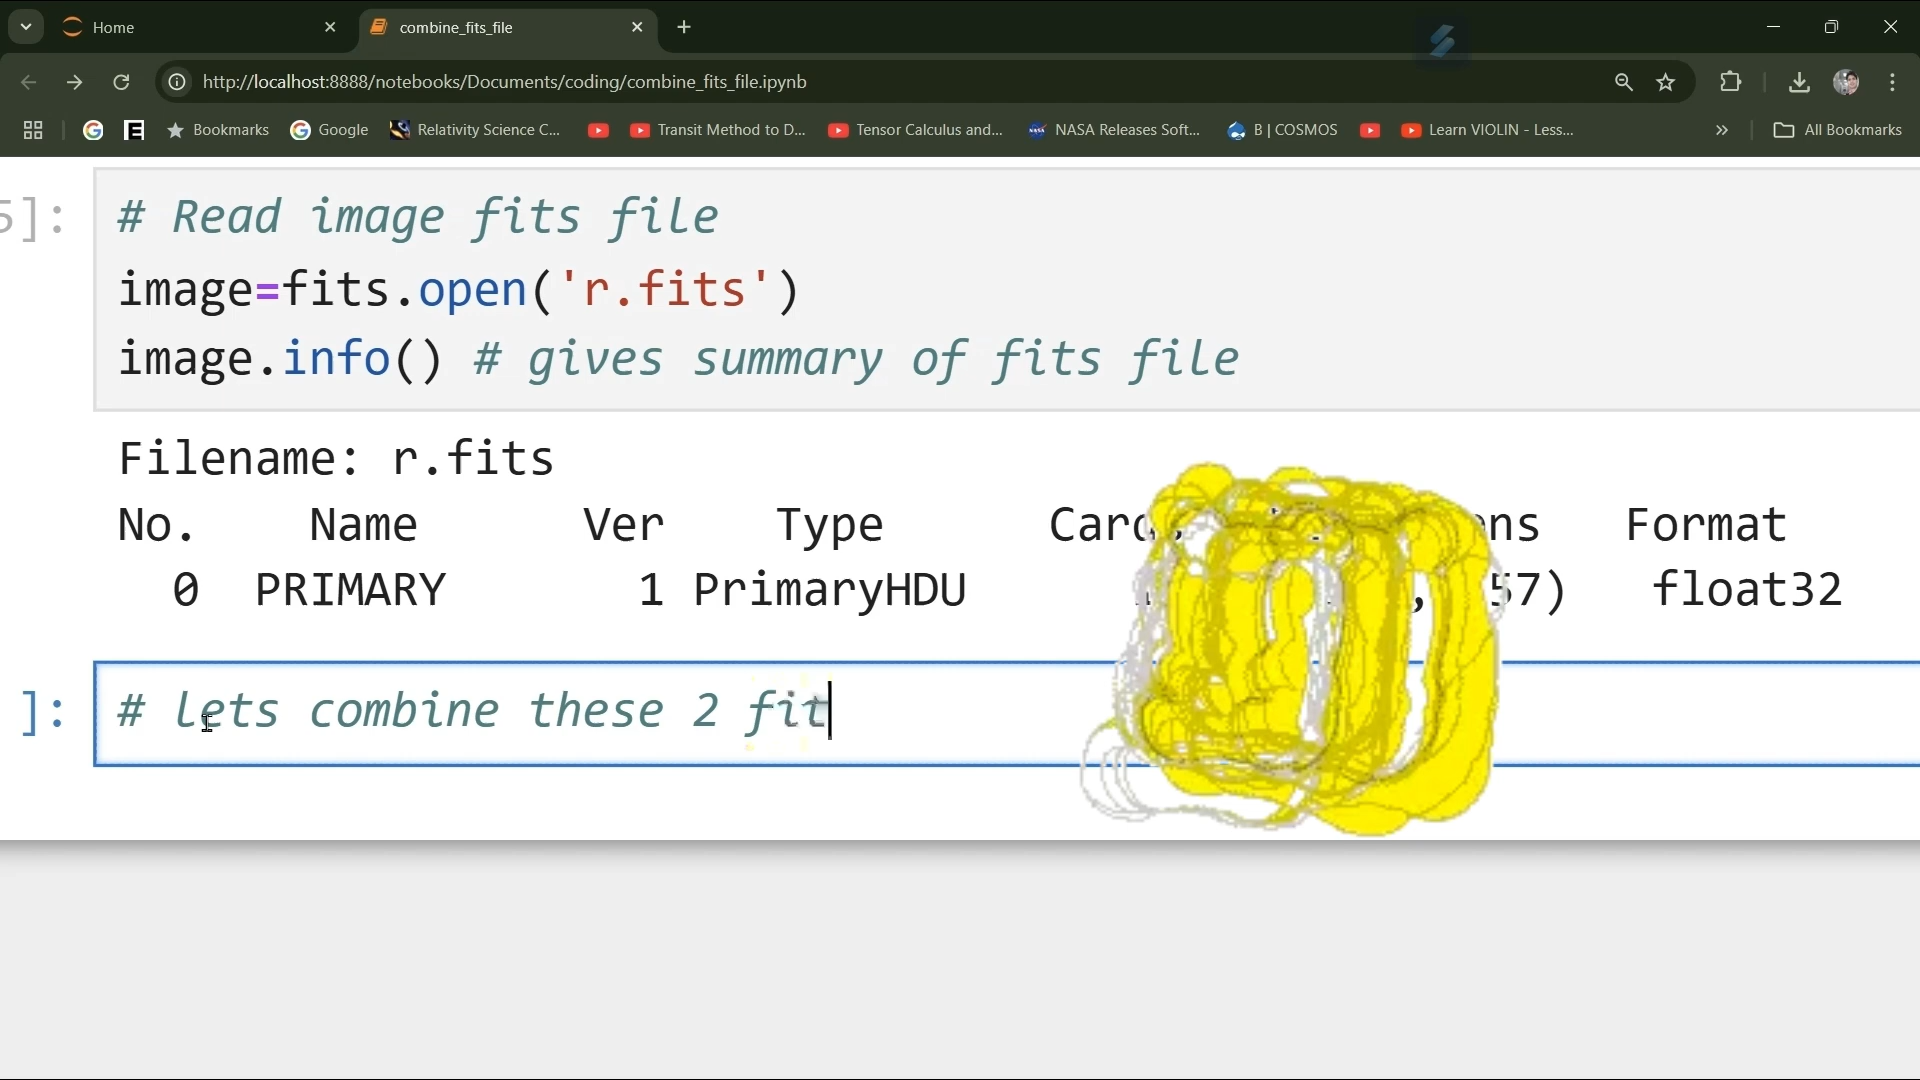 Home
combine_fits_file
http://localhost:8888/notebooks/Documents/coding/combine_fits_file.ipynb
Bookmarks Google Relativity Science C... Transit Method to D... Tensor Calculus and... NASA Releases Soft... B | COSMOS Learn VIOLIN - Less... » All Bookmarks
5]: # Read image fits file
image=fits.open('r.fits')
image.info() # gives summary of fits file
Filename: r.fits
No. Name Ver Type Format
0 PRIMARY 1 PrimaryHDU float32
]: # lets combine these 2 fit